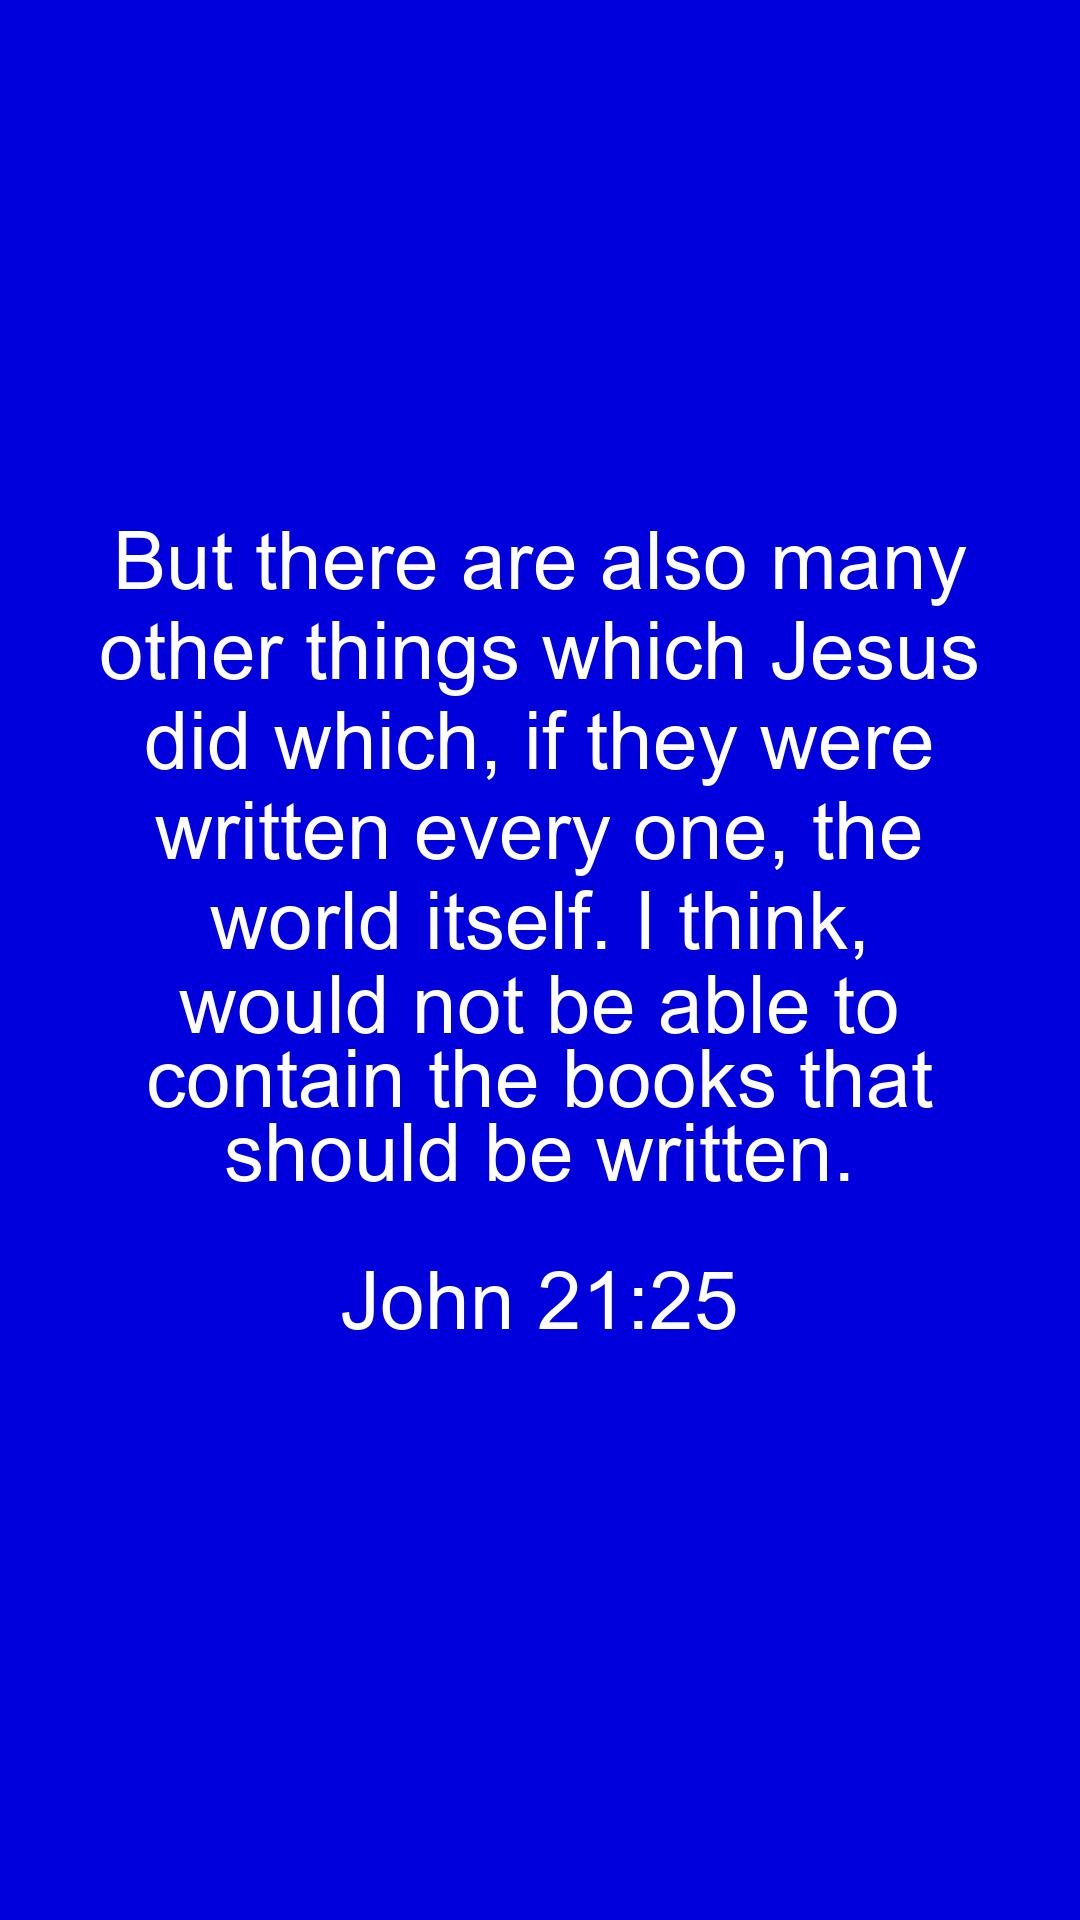 But there are also many
other things which Jesus
did which, if they were
written every one, the
world itself. I think,
would not be able to
contain the books that
should be written.
John 21:25